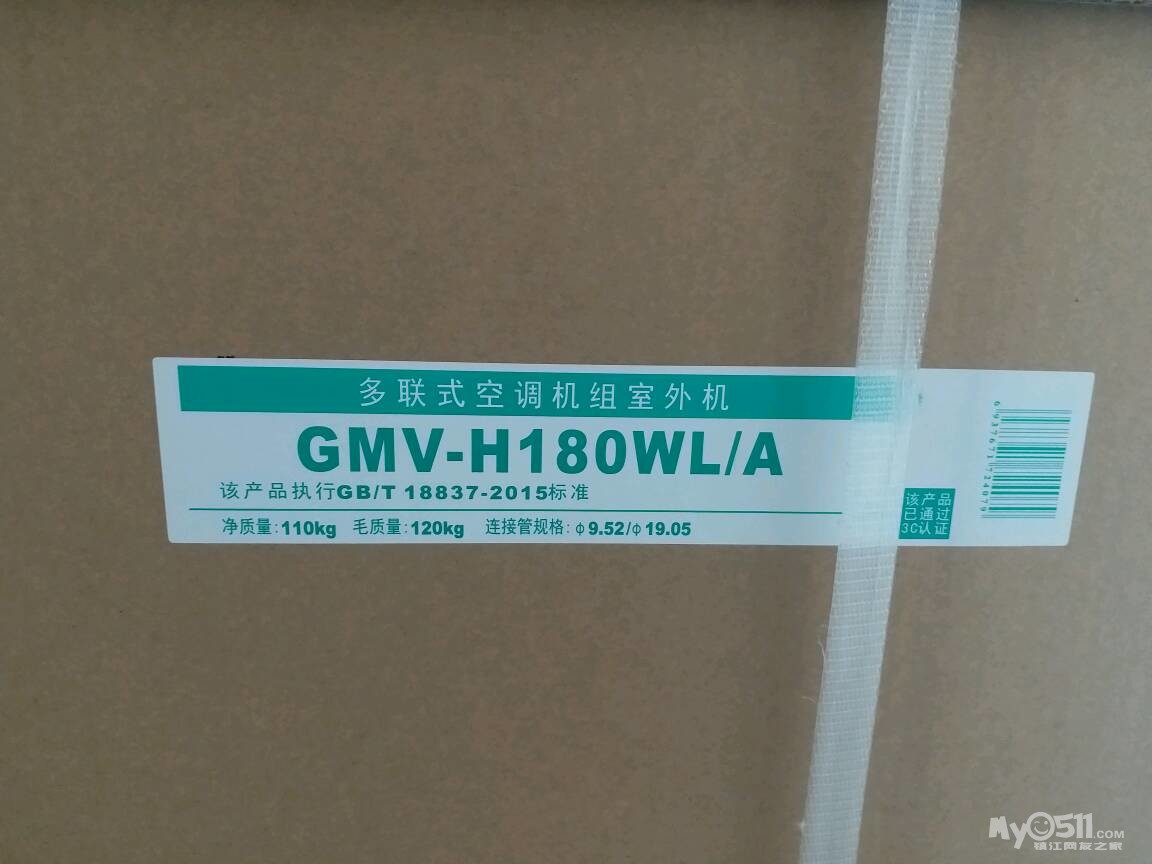 多联式空调机组室外机
GMV-H180WL/A
该产品执行GB/T 18837-2015标准
净质量:110kg 毛质量:120kg 连接管规格:φ9.52/φ19.05
该产品
已通过
3C认证
6937671724079
My0511.COM
镇江网友之家